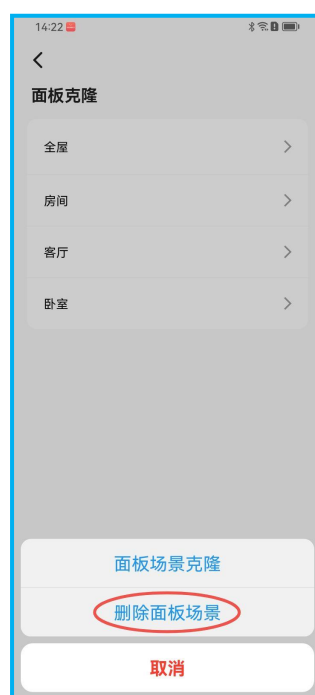 14:22
面板克隆
全屋
房间
客厅
卧室
面板场景克隆
删除面板场景
取消